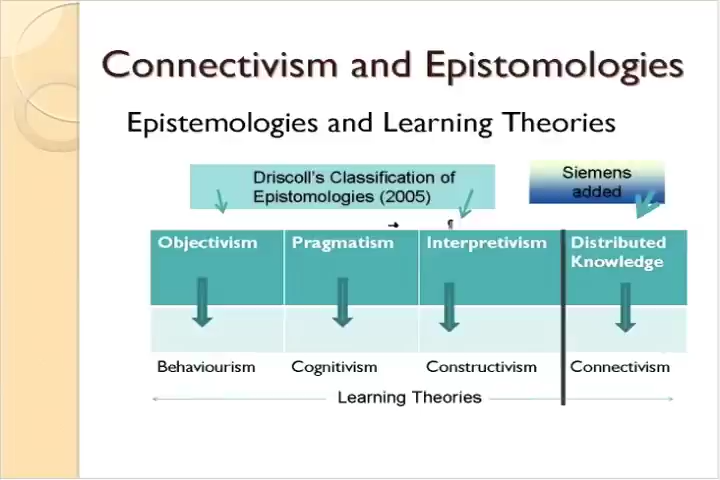 Connectivism and Epistomologies
Epistemologies and Learning Theories
Driscoll's Classification of
Epistomologies (2005)
Siemens
added
¶
Objectivism
Pragmatism
Interpretivism
Distributed
Knowledge
Behaviourism
Cognitivism
Constructivism
Connectivism
Learning Theories